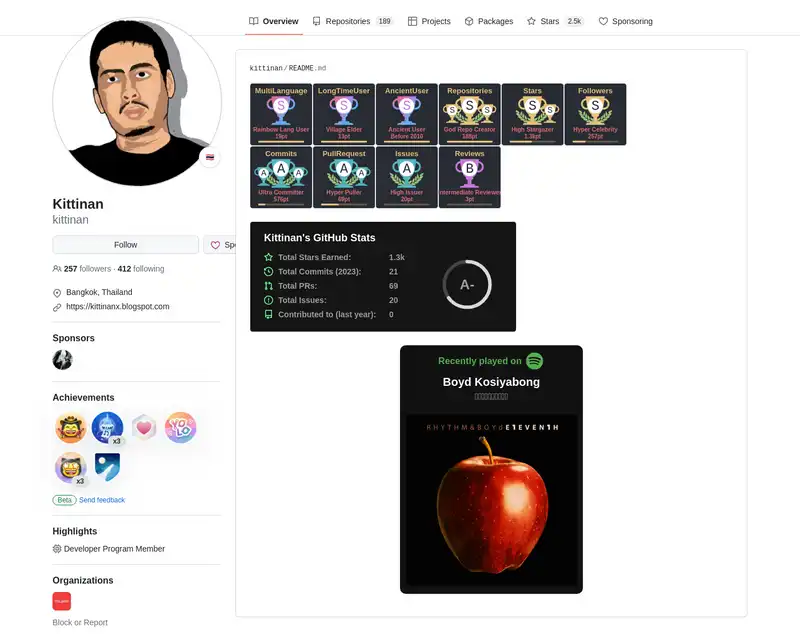 Overview
Repositories 189
Projects
Packages
Stars 2.5k
Sponsoring
Kittinan
kittinan
Follow
257 followers · 412 following
Bangkok, Thailand
https://kittinanx.blogspot.com
Sponsors
Achievements
x3
YOLO
x3
Beta Send feedback
Highlights
Developer Program Member
Organizations
Block or Report
kittinan/README.md
MultiLanguage
S
Rainbow Lang User
19pt
LongTimeUser
S
Village Elder
13pt
AncientUser
S
Ancient User
Before 2010
Repositories
S S S
God Repo Creator
188pt
Stars
S S
High Stargazer
1.3kpt
Followers
S
Hyper Celebrity
257pt
Commits
A A A
Ultra Committer
576pt
PullRequest
A
Hyper Puller
69pt
Issues
A
High Issuer
20pt
Reviews
B
Intermediate Reviewer
3pt
Kittinan's GitHub Stats
Total Stars Earned: 1.3k
Total Commits (2023): 21
Total PRs: 69
Total Issues: 20
Contributed to (last year): 0
A-
Recently played on
Boyd Kosiyabong
RHYTHM&BOYdE1EVEN1H